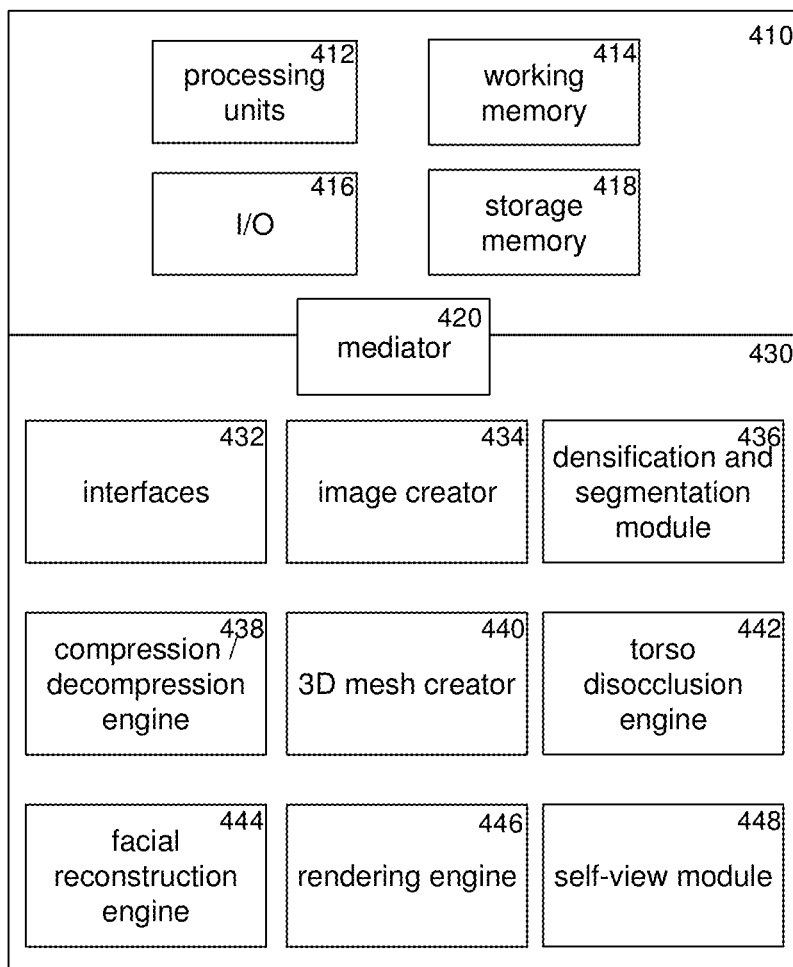 410
412
processing
units
414
working
memory
416
I/O
418
storage
memory
420
mediator
430
432
interfaces
434
image creator
436
densification and
segmentation
module
438
compression /
decompression
engine
440
3D mesh creator
442
torso
disocclusion
engine
444
facial
reconstruction
engine
446
rendering engine
448
self-view module